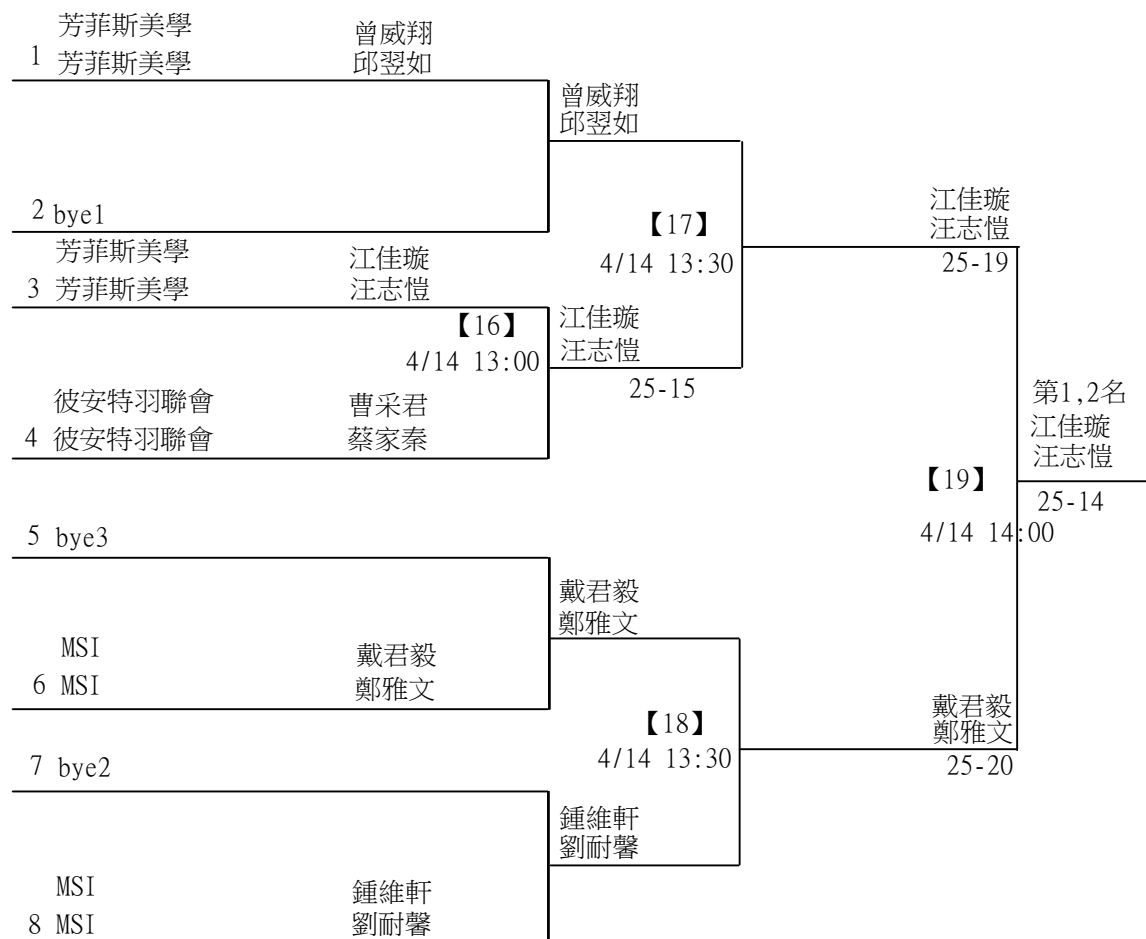 芳菲斯美學 曾威翔
1 芳菲斯美學 邱翌如
曾威翔
邱翌如
2 bye1
【17】
4/14 13:30
江佳璇
汪志愷
25-19
芳菲斯美學 江佳璇
3 芳菲斯美學 汪志愷
【16】
4/14 13:00
江佳璇
汪志愷
25-15
彼安特羽聯會 曹采君
4 彼安特羽聯會 蔡家秦
第1,2名
江佳璇
汪志愷
25-14
【19】
4/14 14:00
5 bye3
戴君毅
鄭雅文
MSI 戴君毅
6 MSI 鄭雅文
【18】
4/14 13:30
戴君毅
鄭雅文
25-20
7 bye2
鍾維軒
劉耐馨
MSI 鍾維軒
8 MSI 劉耐馨